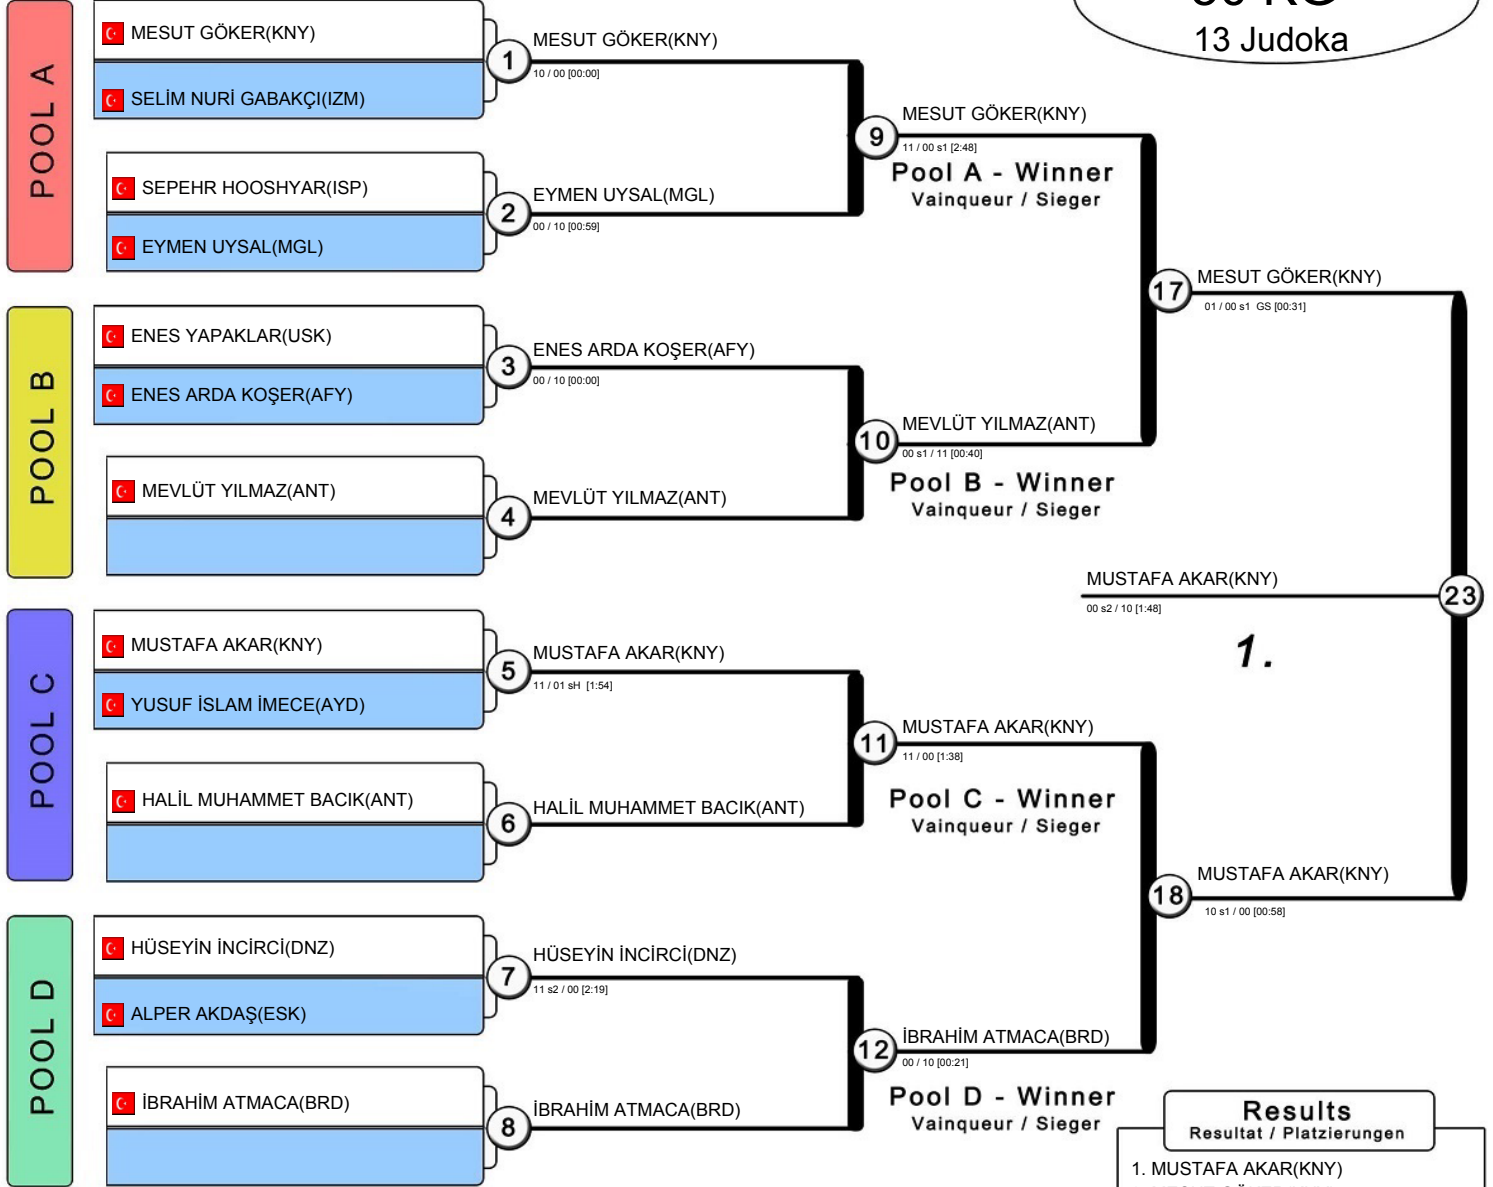 13 Judoka
POOL A
MESUT GÖKER(KNY)
SELİM NURİ GABAKÇI(IZM)
SEPEHR HOOSHYAR(ISP)
EYMEN UYSAL(MGL)
POOL B
ENES YAPAKLAR(USK)
ENES ARDA KOŞER(AFY)
MEVLÜT YILMAZ(ANT)
POOL C
MUSTAFA AKAR(KNY)
YUSUF İSLAM İMECE(AYD)
HALİL MUHAMMET BACIK(ANT)
POOL D
HÜSEYİN İNCİRCİ(DNZ)
ALPER AKDAŞ(ESK)
İBRAHİM ATMACA(BRD)
1
MESUT GÖKER(KNY)
10 / 00 [00:00]
2
EYMEN UYSAL(MGL)
00 / 10 [00:59]
3
ENES ARDA KOŞER(AFY)
00 / 10 [00:00]
4
MEVLÜT YILMAZ(ANT)
5
MUSTAFA AKAR(KNY)
11 / 01 sH [1:54]
6
HALİL MUHAMMET BACIK(ANT)
7
HÜSEYİN İNCİRCİ(DNZ)
11 s2 / 00 [2:19]
8
İBRAHİM ATMACA(BRD)
9
MESUT GÖKER(KNY)
11 / 00 s1 [2:48]
Pool A - Winner
Vainqueur / Sieger
10
MEVLÜT YILMAZ(ANT)
00 s1 / 11 [00:40]
Pool B - Winner
Vainqueur / Sieger
11
MUSTAFA AKAR(KNY)
11 / 00 [1:38]
Pool C - Winner
Vainqueur / Sieger
12
İBRAHİM ATMACA(BRD)
00 / 10 [00:21]
Pool D - Winner
Vainqueur / Sieger
17
MESUT GÖKER(KNY)
01 / 00 s1 GS [00:31]
18
MUSTAFA AKAR(KNY)
10 s1 / 00 [00:58]
MUSTAFA AKAR(KNY)
23
00 s2 / 10 [1:48]
1.
Results
Resultat / Platzierungen
1. MUSTAFA AKAR(KNY)